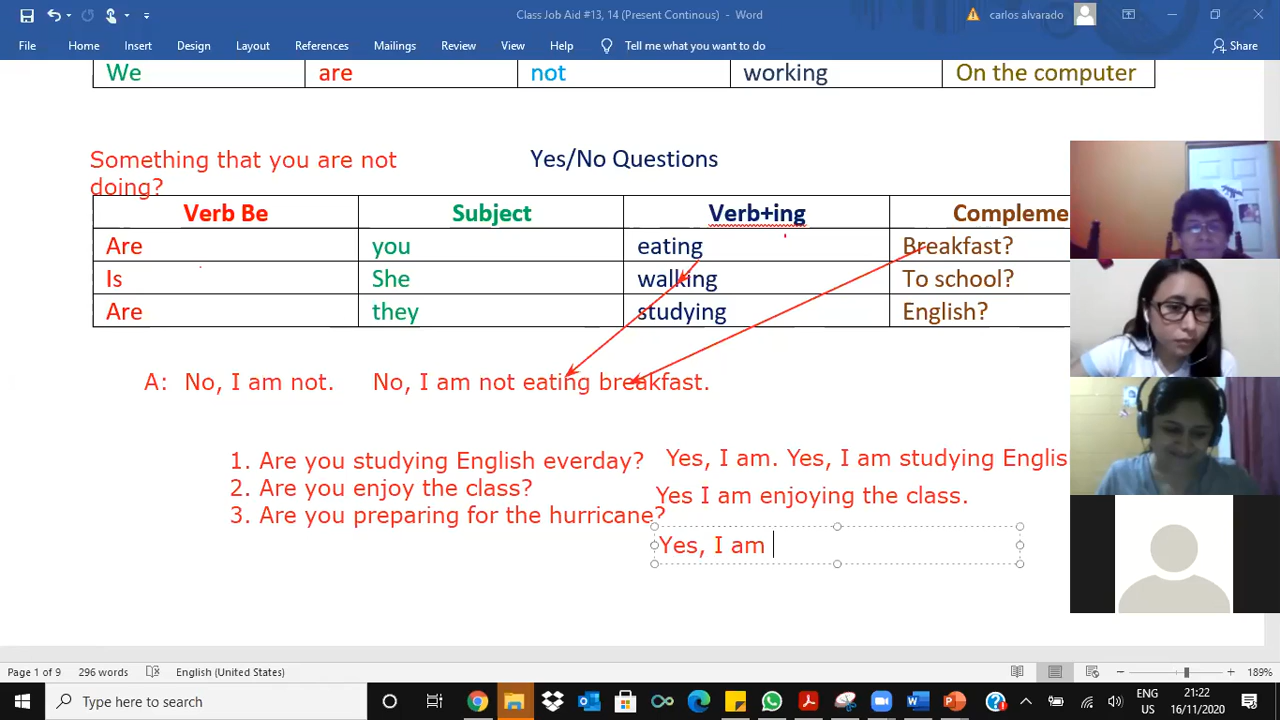 Class Job Aid #13, 14 (Present Continous) - Word
carlos alvarado
File Home Insert Design Layout References Mailings Review View Help Tell me what you want to do Share
We are not working On the computer
Something that you are not
doing?
Yes/No Questions
Verb Be Subject Verb+ing Compleme
Are you eating Breakfast?
Is She walking To school?
Are they studying English?
A: No, I am not. No, I am not eating breakfast.
1. Are you studying English everday? Yes, I am. Yes, I am studying Englis
2. Are you enjoy the class? Yes I am enjoying the class.
3. Are you preparing for the hurricane?
Yes, I am
Page 1 of 9 296 words English (United States) 189%
Type here to search
ENG 21:22
US 16/11/2020